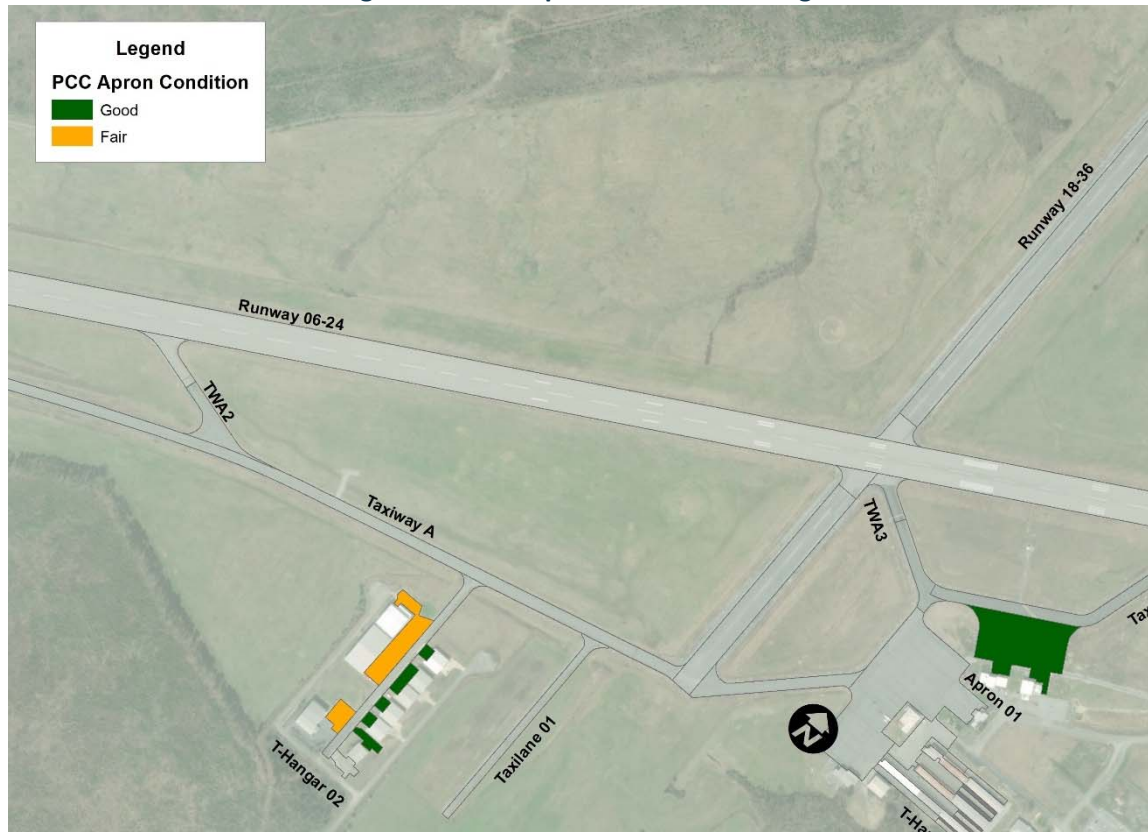 Legend
PCC Apron Condition
Good
Fair
Runway 18-36
Runway 06-24
TWA2
Taxiway A
TWA3
Apron 01
Taxilane 01
T-Hangar 02
N